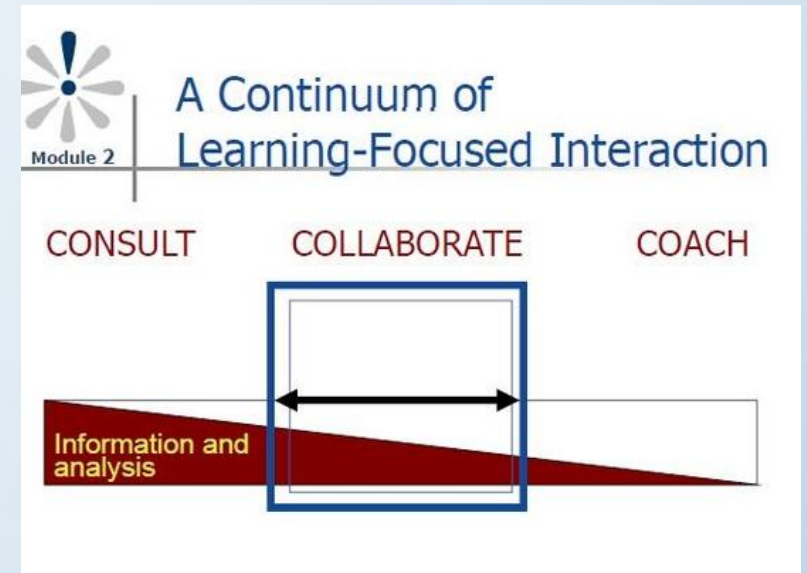 A Continuum of
Learning-Focused Interaction
Module 2
CONSULT COLLABORATE COACH
Information and
analysis